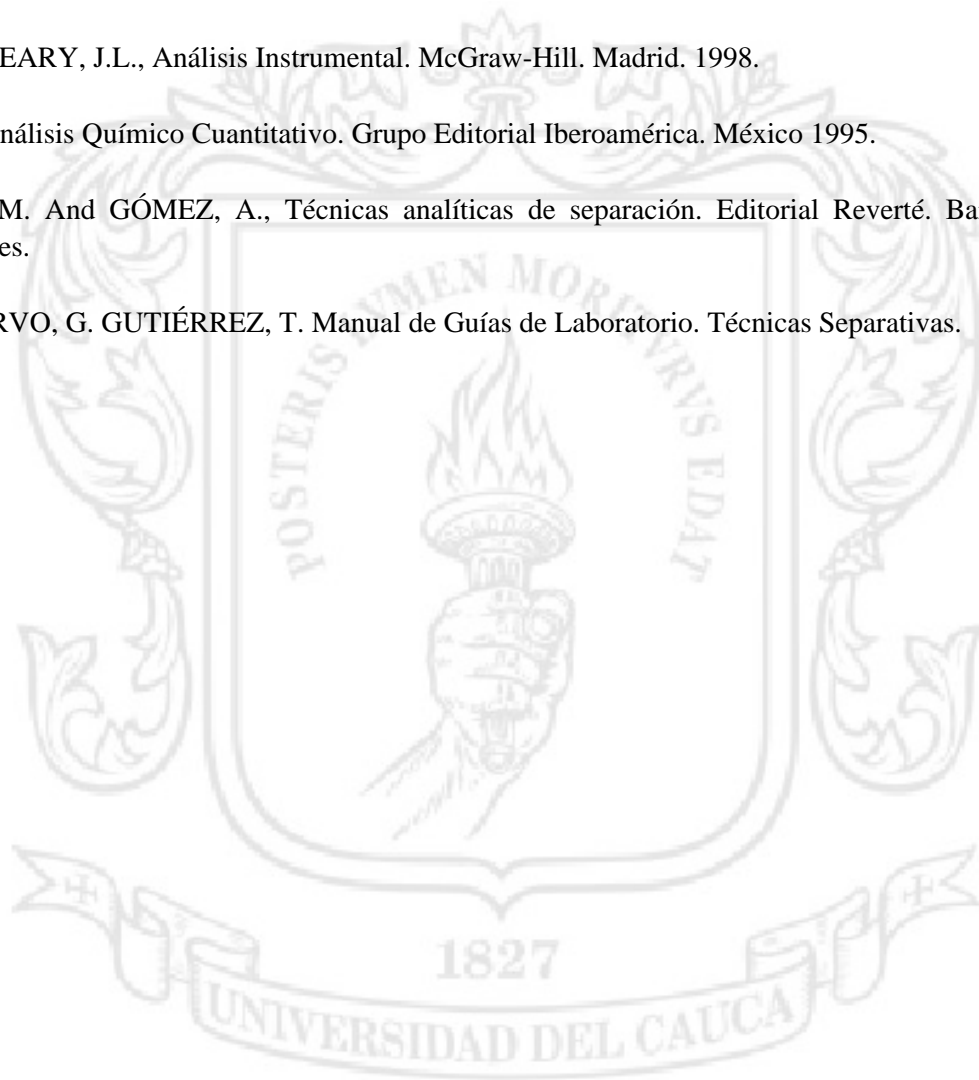 EARY, J.L., Análisis Instrumental. McGraw-Hill. Madrid. 1998.
nálisis Químico Cuantitativo. Grupo Editorial Iberoamérica. México 1995.
M. And GÓMEZ, A., Técnicas analíticas de separación. Editorial Reverté. Ba
es.
RVO, G. GUTIÉRREZ, T. Manual de Guías de Laboratorio. Técnicas Separativas.
POSTERIS LVMEN MORITVRVS EDAT
1827
UNIVERSIDAD DEL CAUCA